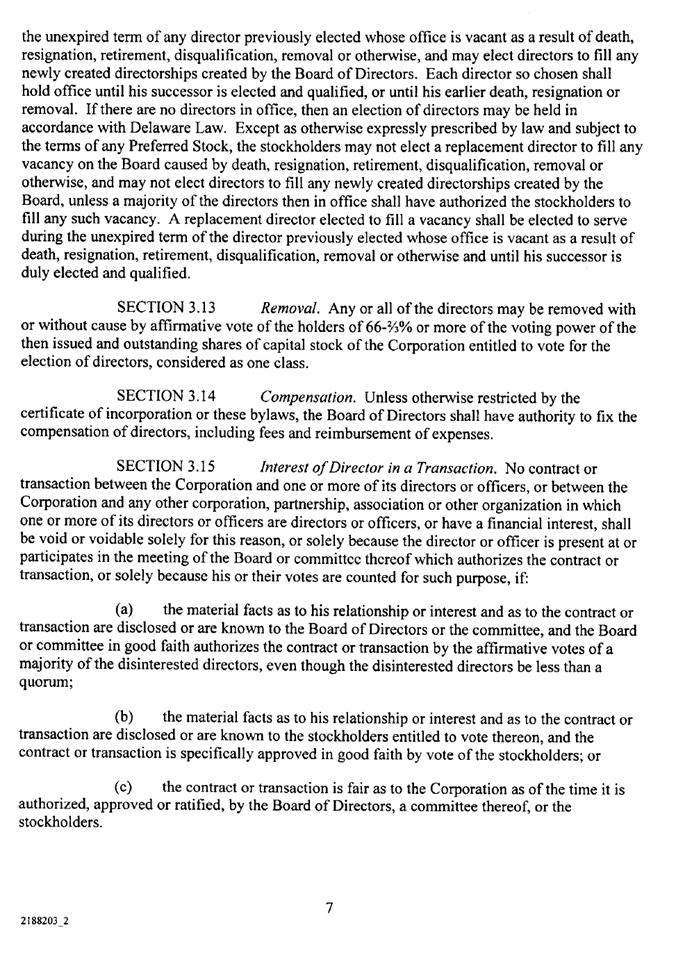 the unexpired term of any director previously elected whose office is vacant as a result of death,
resignation, retirement, disqualification, removal or otherwise, and may elect directors to fill any
newly created directorships created by the Board of Directors. Each director so chosen shall
hold office until his successor is elected and qualified, or until his earlier death, resignation or
removal. If there are no directors in office, then an election of directors may be held in
accordance with Delaware Law. Except as otherwise expressly prescribed by law and subject to
the terms of any Preferred Stock, the stockholders may not elect a replacement director to fill any
vacancy on the Board caused by death, resignation, retirement, disqualification, removal or
otherwise, and may not elect directors to fill any newly created directorships created by the
Board, unless a majority of the directors then in office shall have authorized the stockholders to
fill any such vacancy. A replacement director elected to fill a vacancy shall be elected to serve
during the unexpired term of the director previously elected whose office is vacant as a result of
death, resignation, retirement, disqualification, removal or otherwise and until his successor is
duly elected and qualified.
SECTION 3.13 Removal. Any or all of the directors may be removed with
or without cause by affirmative vote of the holders of 66-⅔% or more of the voting power of the
then issued and outstanding shares of capital stock of the Corporation entitled to vote for the
election of directors, considered as one class.
SECTION 3.14 Compensation. Unless otherwise restricted by the
certificate of incorporation or these bylaws, the Board of Directors shall have authority to fix the
compensation of directors, including fees and reimbursement of expenses.
SECTION 3.15 Interest of Director in a Transaction. No contract or
transaction between the Corporation and one or more of its directors or officers, or between the
Corporation and any other corporation, partnership, association or other organization in which
one or more of its directors or officers are directors or officers, or have a financial interest, shall
be void or voidable solely for this reason, or solely because the director or officer is present at or
participates in the meeting of the Board or committee thereof which authorizes the contract or
transaction, or solely because his or their votes are counted for such purpose, if:
(a) the material facts as to his relationship or interest and as to the contract or
transaction are disclosed or are known to the Board of Directors or the committee, and the Board
or committee in good faith authorizes the contract or transaction by the affirmative votes of a
majority of the disinterested directors, even though the disinterested directors be less than a
quorum;
(b) the material facts as to his relationship or interest and as to the contract or
transaction are disclosed or are known to the stockholders entitled to vote thereon, and the
contract or transaction is specifically approved in good faith by vote of the stockholders; or
(c) the contract or transaction is fair as to the Corporation as of the time it is
authorized, approved or ratified, by the Board of Directors, a committee thereof, or the
stockholders.
7
2188203_2